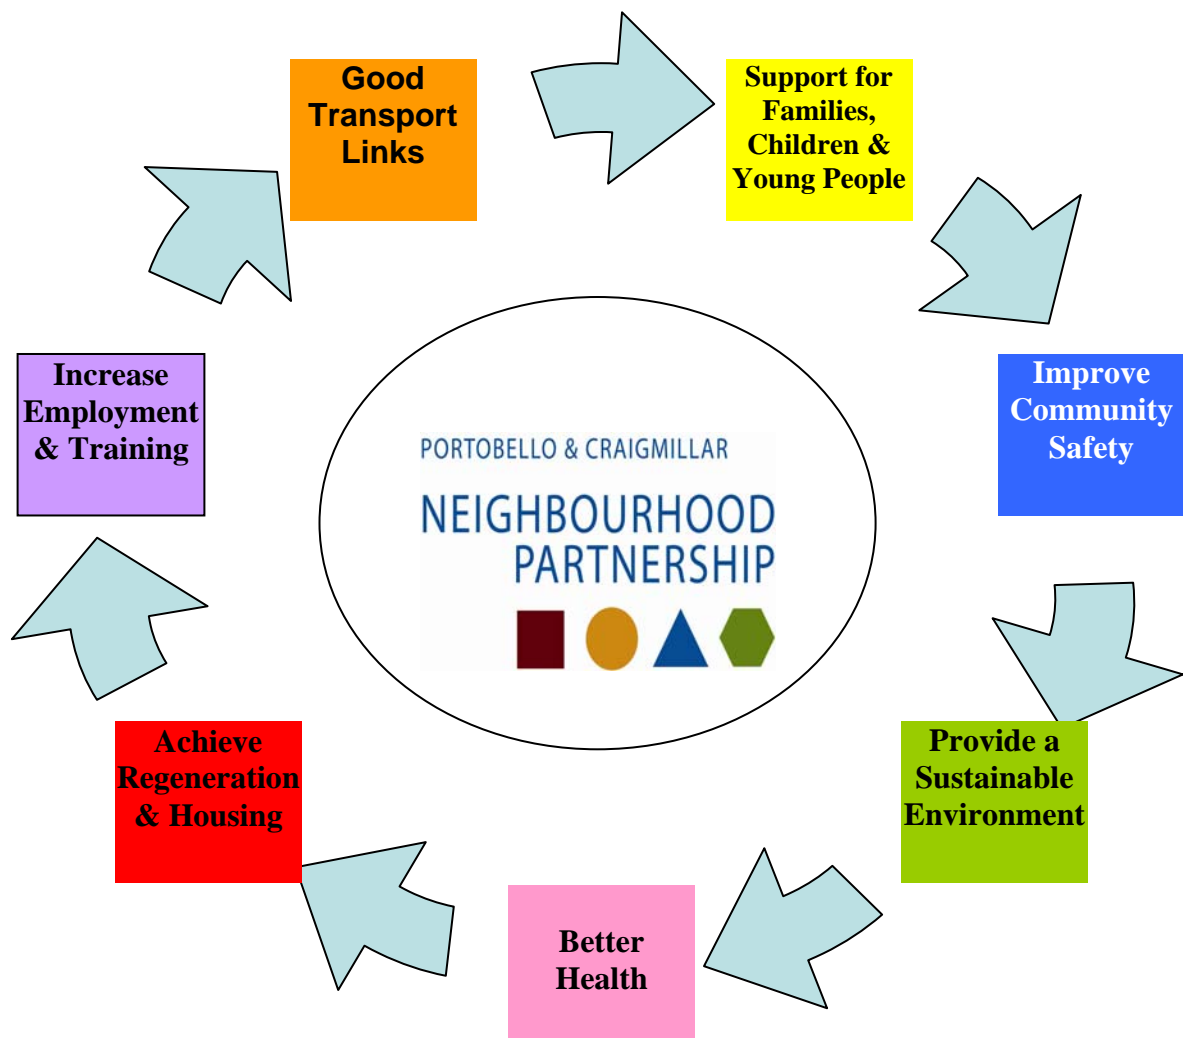 Good
Transport
Links
Support for
Families,
Children &
Young People
Improve
Community
Safety
Provide a
Sustainable
Environment
Better
Health
Achieve
Regeneration
& Housing
Increase
Employment
& Training
PORTOBELLO & CRAIGMILLAR
NEIGHBOURHOOD
PARTNERSHIP